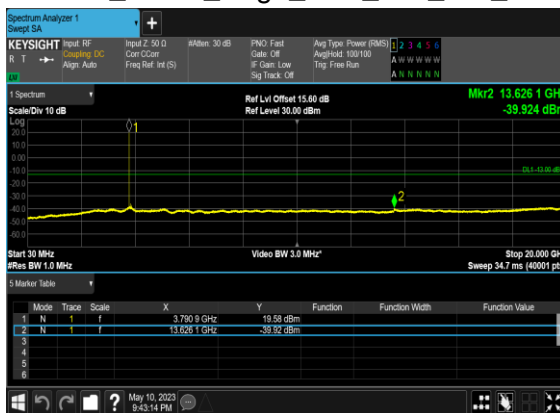 Spectrum Analyzer 1
Swept SA
KEYSIGHT
R T
LXI
Input: RF
Coupling: DC
Align: Auto
Input Z: 50 Ω
Corr CCorr
Freq Ref: Int (S)
#Atten: 30 dB
PNO: Fast
Gate: Off
IF Gain: Low
Sig Track: Off
Avg Type: Power (RMS)
Avg|Hold: 100/100
Trig: Free Run
1 2 3 4 5 6
A W W W W W
A N N N N N
1 Spectrum
Scale/Div 10 dB
Ref Lvl Offset 15.60 dB
Ref Level 30.00 dBm
Mkr2 13.626 1 GH
-39.924 dB
Log
20.0
10.0
0.00
-10.0
-20.0
-30.0
-40.0
-50.0
-60.0
1
2
DL1 -13.00 dB
Start 30 MHz
#Res BW 1.0 MHz
Video BW 3.0 MHz*
Stop 20.000 GH
Sweep 34.7 ms (40001 pt
5 Marker Table
Mode Trace Scale X Y Function Function Width Function Value
1 N 1 f 3.790 9 GHz 19.58 dBm
2 N 1 f 13.626 1 GHz -39.92 dBm
3
4
5
6
?
May 10, 2023
9:43:14 PM